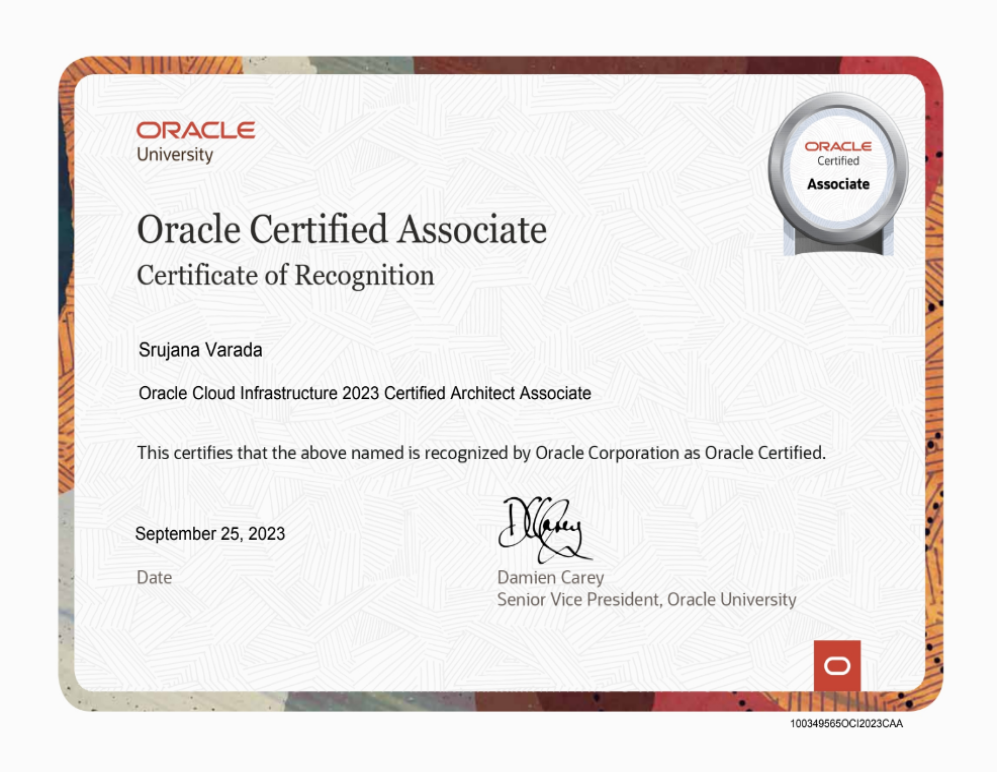 ORACLE
University
ORACLE
Certified
Associate
Oracle Certified Associate
Certificate of Recognition
Srujana Varada
Oracle Cloud Infrastructure 2023 Certified Architect Associate
This certifies that the above named is recognized by Oracle Corporation as Oracle Certified.
September 25, 2023
Date
DCarey
Damien Carey
Senior Vice President, Oracle University
100349565OCI2023CAA